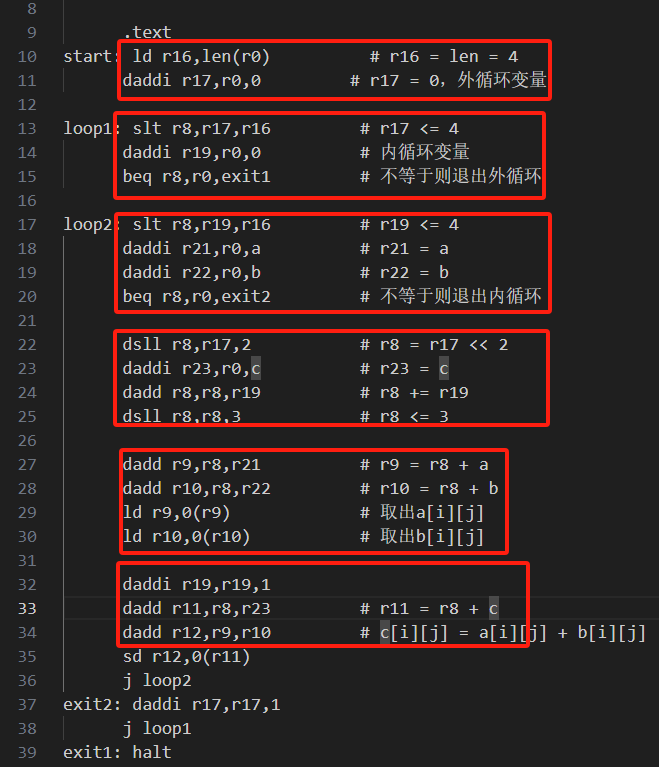 8
9 .text
10 start: ld r16,len(r0) # r16 = len = 4
11 daddi r17,r0,0 # r17 = 0，外循环变量
12
13 loop1: slt r8,r17,r16 # r17 <= 4
14 daddi r19,r0,0 # 内循环变量
15 beq r8,r0,exit1 # 不等于则退出外循环
16
17 loop2: slt r8,r19,r16 # r19 <= 4
18 daddi r21,r0,a # r21 = a
19 daddi r22,r0,b # r22 = b
20 beq r8,r0,exit2 # 不等于则退出内循环
21
22 dsll r8,r17,2 # r8 = r17 << 2
23 daddi r23,r0,c # r23 = c
24 dadd r8,r8,r19 # r8 += r19
25 dsll r8,r8,3 # r8 <= 3
26
27 dadd r9,r8,r21 # r9 = r8 + a
28 dadd r10,r8,r22 # r10 = r8 + b
29 ld r9,0(r9) # 取出a[i][j]
30 ld r10,0(r10) # 取出b[i][j]
31
32 daddi r19,r19,1
33 dadd r11,r8,r23 # r11 = r8 + c
34 dadd r12,r9,r10 # c[i][j] = a[i][j] + b[i][j]
35 sd r12,0(r11)
36 j loop2
37 exit2: daddi r17,r17,1
38 j loop1
39 exit1: halt